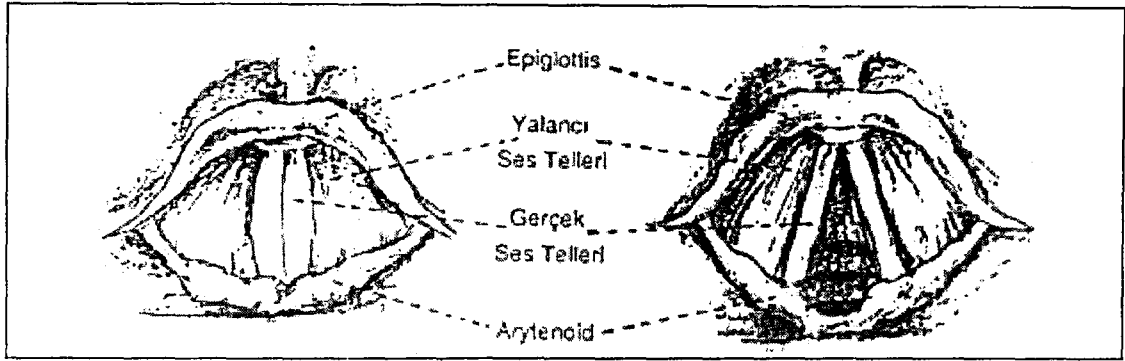 Epiglottis
Yalancı
Ses Telleri
Gerçek
Ses Telleri
Arytenoid